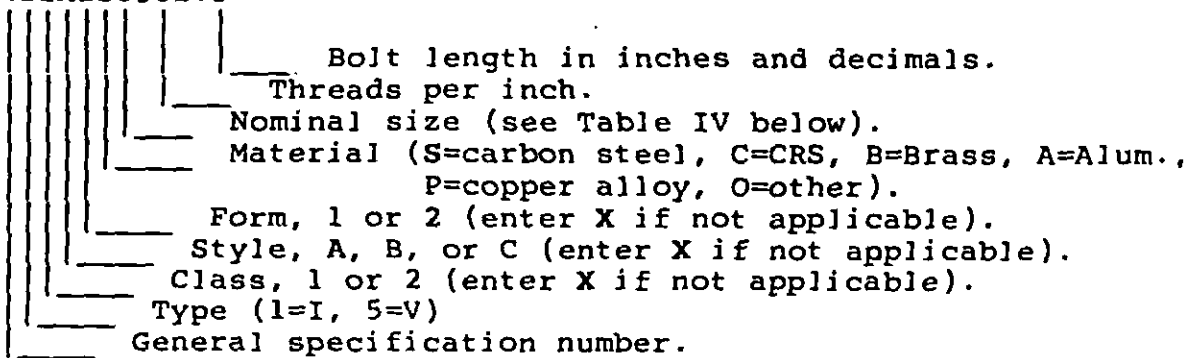 Bolt length in inches and decimals.
Threads per inch.
Nominal size (see Table IV below).
Material (S=carbon steel, C=CRS, B=Brass, A=Alum.,
P=copper alloy, O=other).
Form, 1 or 2 (enter X if not applicable).
Style, A, B, or C (enter X if not applicable).
Class, 1 or 2 (enter X if not applicable).
Type (1=I, 5=V)
General specification number.